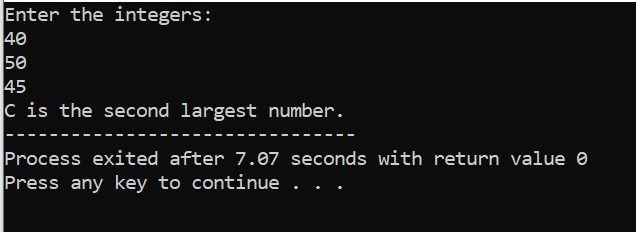 Enter the integers:
40
50
45
C is the second largest number.
--------------------------------
Process exited after 7.07 seconds with return value 0
Press any key to continue . . .